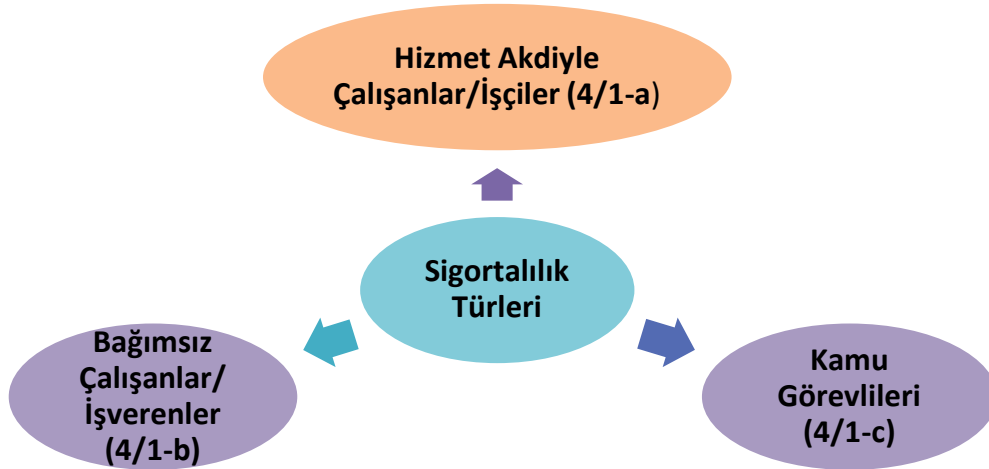 Hizmet Akdiyle
Çalışanlar/İşçiler (4/1-a)
Sigortalılık
Türleri
Bağımsız
Çalışanlar/
İşverenler
(4/1-b)
Kamu
Görevlileri
(4/1-c)